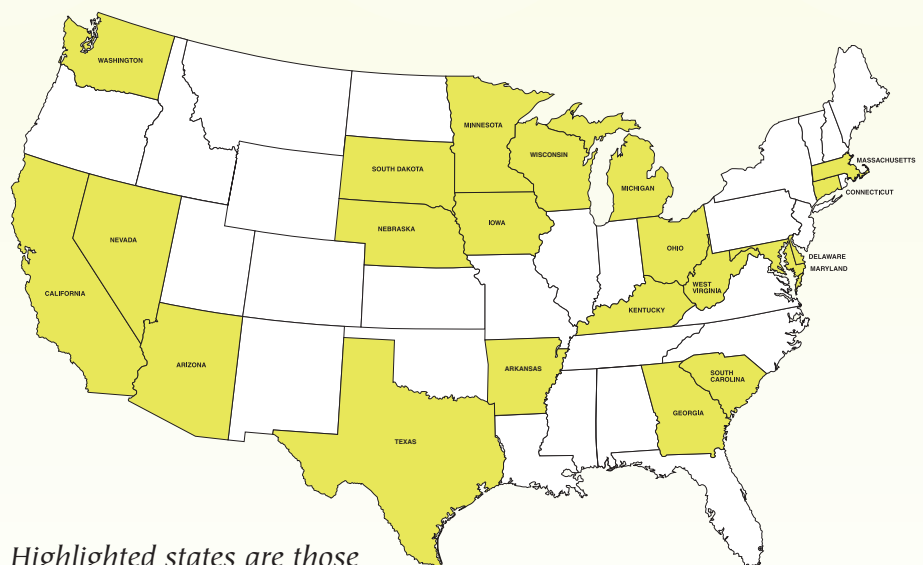 WASHINGTON
MINNESOTA
WISCONSIN
MASSACHUSETTS
SOUTH DAKOTA
MICHIGAN
CONNECTICUT
NEBRASKA
IOWA
NEVADA
OHIO
DELAWARE
MARYLAND
WEST
VIRGINIA
CALIFORNIA
KENTUCKY
ARIZONA
ARKANSAS
SOUTH
CAROLINA
GEORGIA
TEXAS
Highlighted states are those